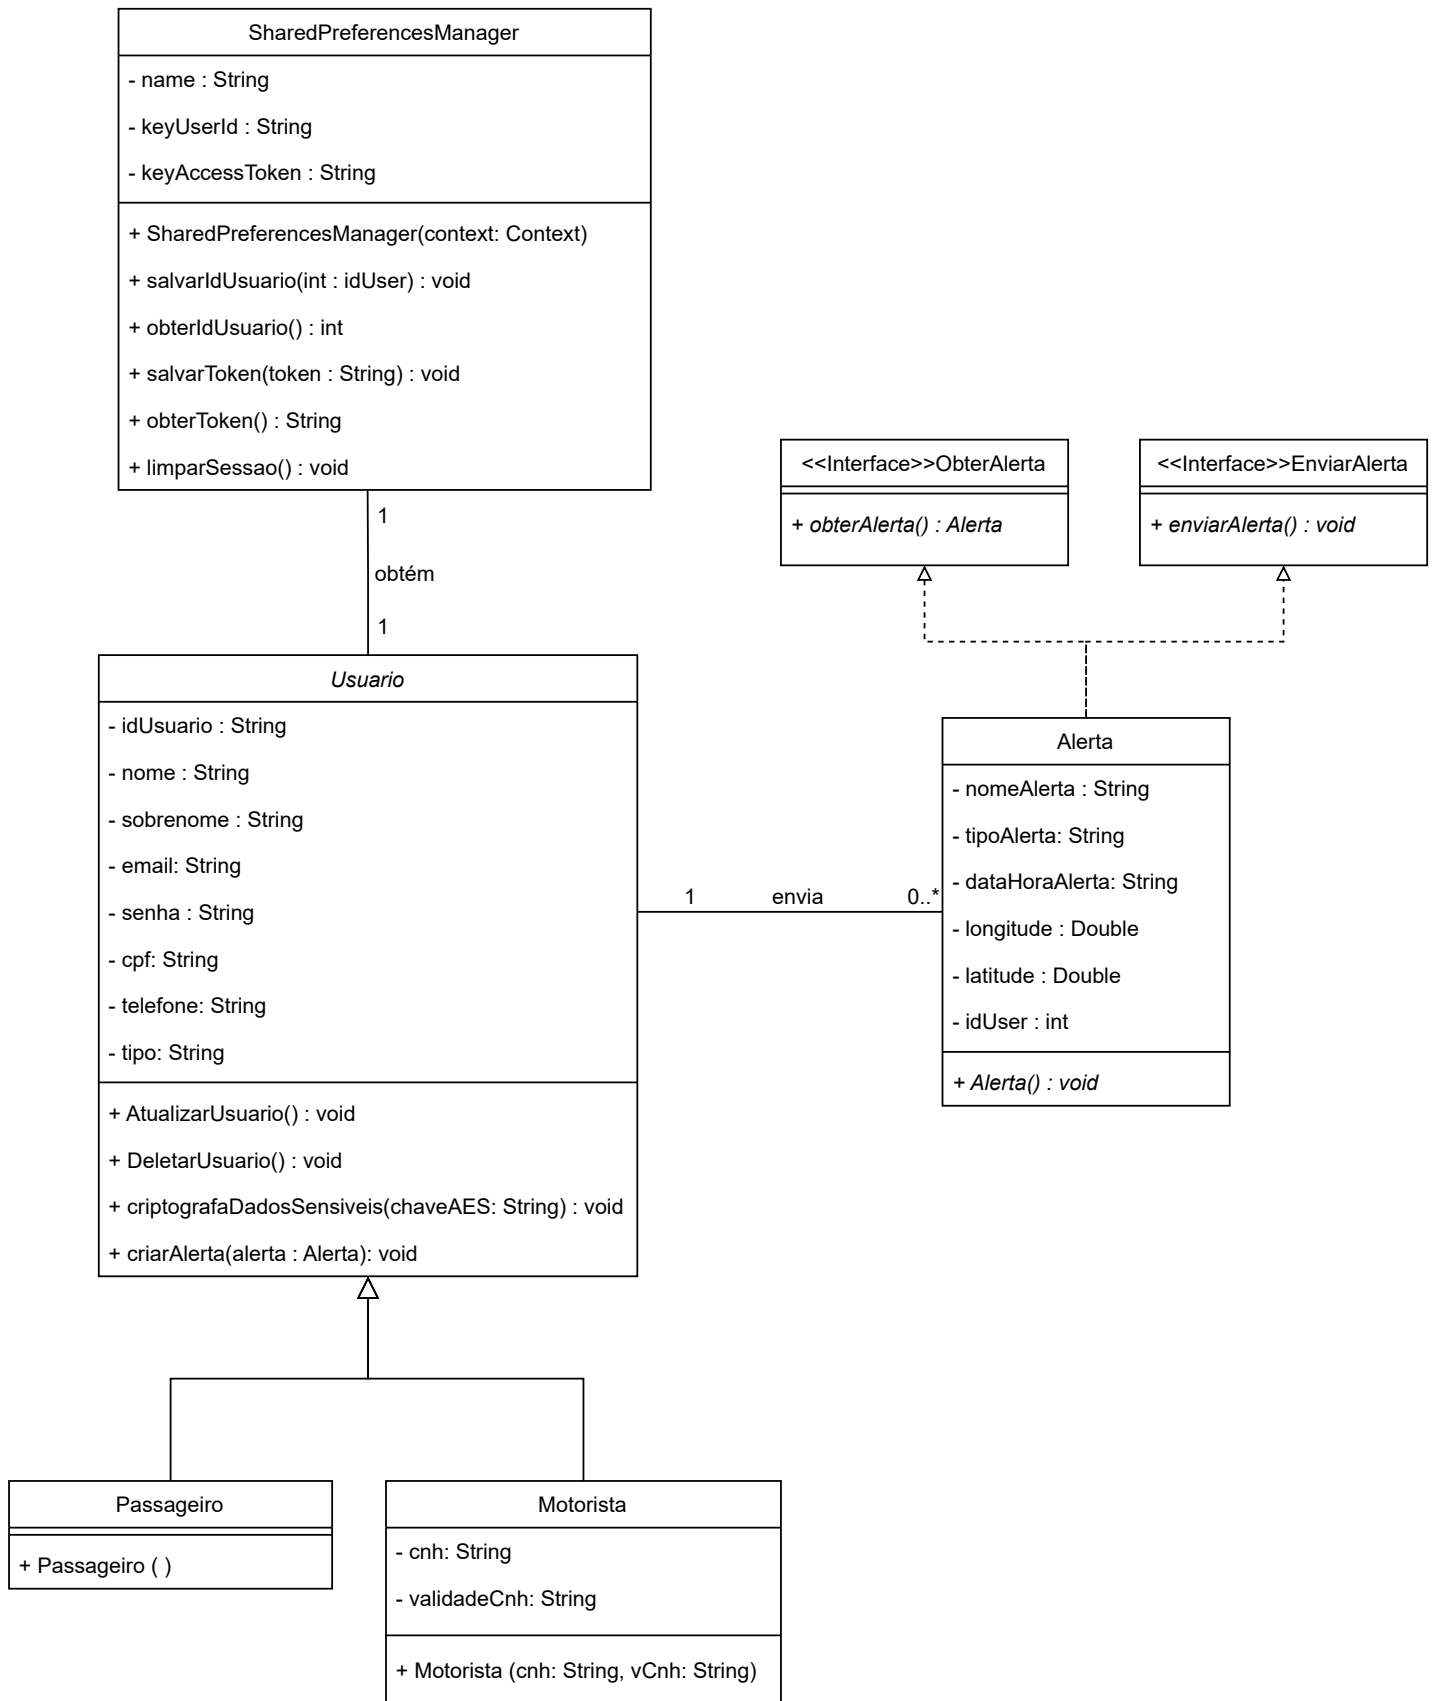 SharedPreferencesManager
- name : String
- keyUserId : String
- keyAccessToken : String
+ SharedPreferencesManager(context: Context)
+ salvarIdUsuario(int : idUser) : void
+ obterIdUsuario() : int
+ salvarToken(token : String) : void
+ obterToken() : String
+ limparSessao() : void
1
obtém
1
<<Interface>>ObterAlerta
+ obterAlerta() : Alerta
<<Interface>>EnviarAlerta
+ enviarAlerta() : void
Usuario
- idUsuario : String
- nome : String
- sobrenome : String
- email: String
- senha : String
- cpf: String
- telefone: String
- tipo: String
+ AtualizarUsuario() : void
+ DeletarUsuario() : void
+ criptografaDadosSensiveis(chaveAES: String) : void
+ criarAlerta(alerta : Alerta): void
1 envia 0..*
Alerta
- nomeAlerta : String
- tipoAlerta: String
- dataHoraAlerta: String
- longitude : Double
- latitude : Double
- idUser : int
+ Alerta() : void
Passageiro
+ Passageiro ( )
Motorista
- cnh: String
- validadeCnh: String
+ Motorista (cnh: String, vCnh: String)